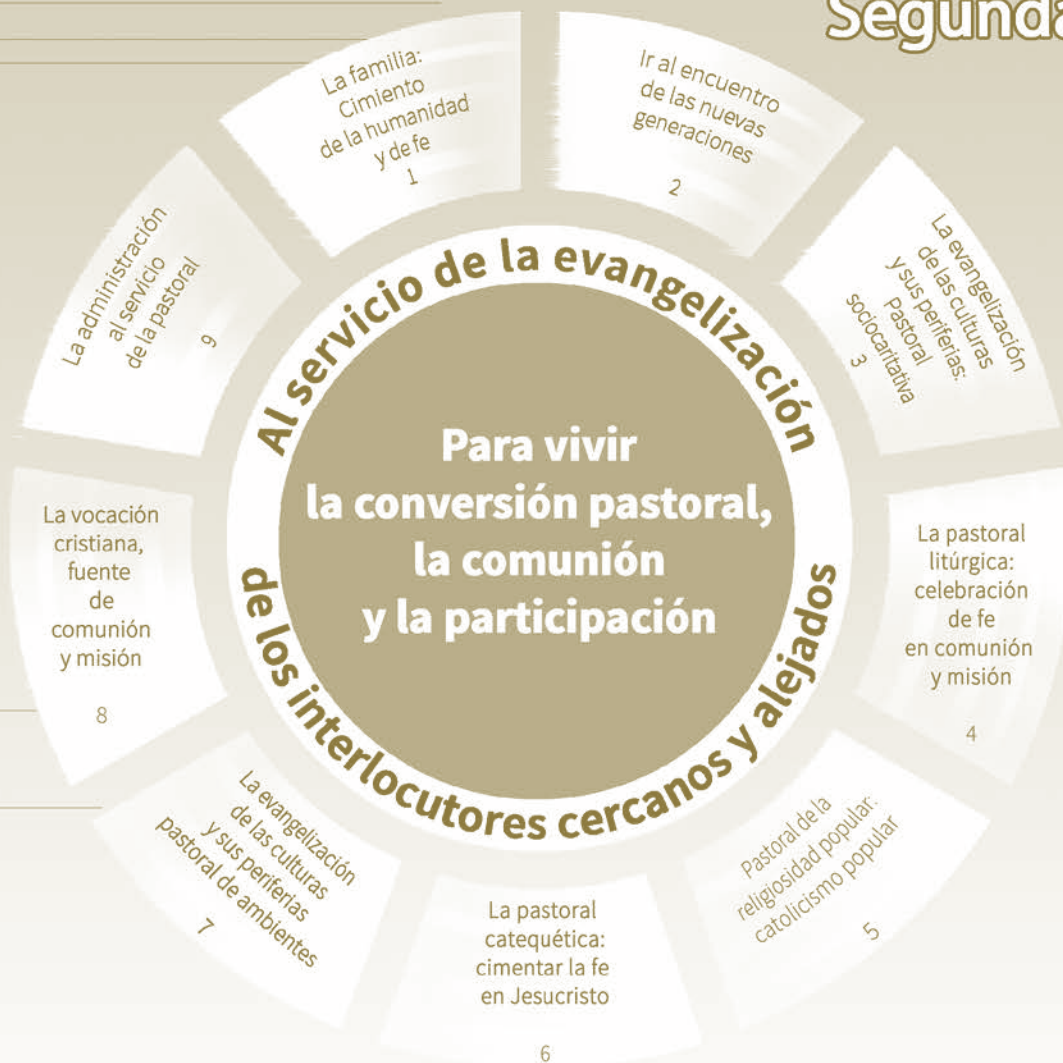 Segunda
La familia:
Cimiento
de la humanidad
y de fe
1
Ir al encuentro
de las nuevas
generaciones
2
La evangelización
de las culturas
y sus periferias:
Pastoral
sociocaritativa
3
La pastoral
litúrgica:
celebración
de fe
en comunión
y misión
4
Pastoral de la
religiosidad popular:
catolicismo popular
5
La pastoral
catequética:
cimentar la fe
en Jesucristo
6
La evangelización
de las culturas
y sus periferias
pastoral de ambientes
7
La vocación
cristiana,
fuente
de
comunión
y misión
8
La administración
al servicio
de la pastoral
9
Al servicio de la evangelización
de los interlocutores cercanos y alejados
Para vivir
la conversión pastoral,
la comunión
y la participación